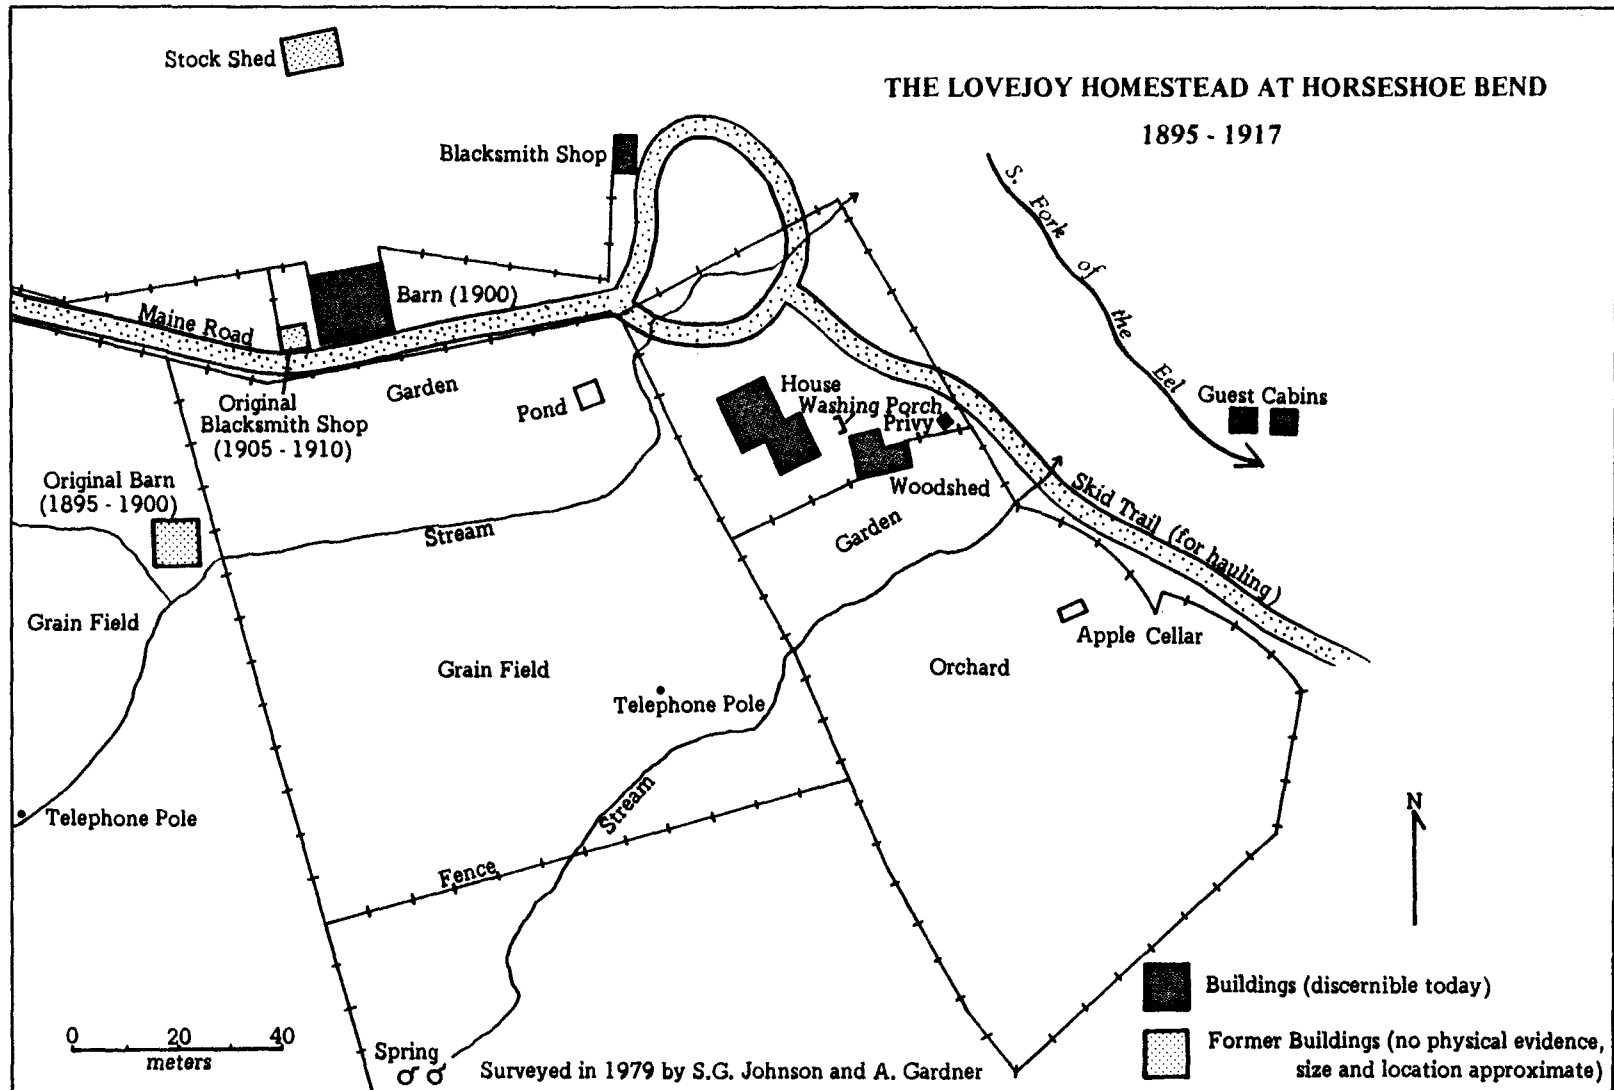 Stock Shed
THE LOVEJOY HOMESTEAD AT HORSESHOE BEND
1895 - 1917
Blacksmith Shop
S. Fork of the Eel
Barn (1900)
Maine Road
Garden
Original
Blacksmith Shop
(1905 - 1910)
Pond
House
Washing Porch
Privy
Woodshed
Guest Cabins
Original Barn
(1895 - 1900)
Stream
Garden
Skid Trail (for hauling)
Grain Field
Grain Field
Apple Cellar
Orchard
Telephone Pole
Telephone Pole
Stream
Fence
N
Buildings (discernible today)
Former Buildings (no physical evidence,
size and location approximate)
0 20 40
meters
Spring
Surveyed in 1979 by S.G. Johnson and A. Gardner